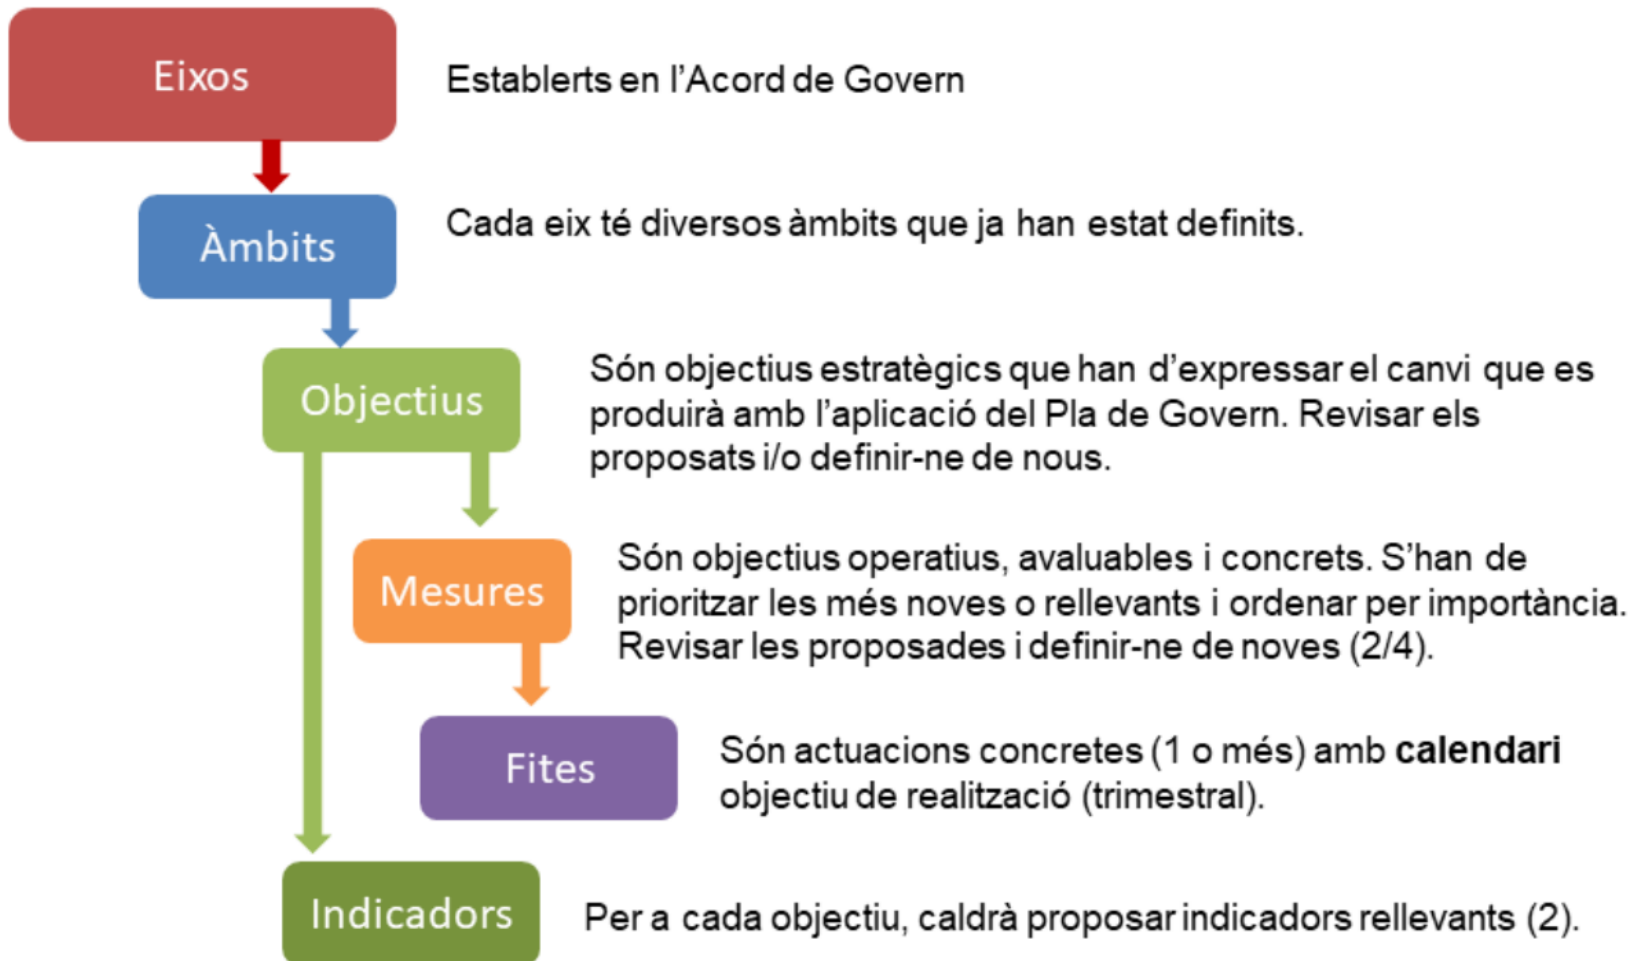 Eixos
Establerts en l’Acord de Govern
Àmbits
Cada eix té diversos àmbits que ja han estat definits.
Objectius
Són objectius estratègics que han d’expressar el canvi que es
produirà amb l’aplicació del Pla de Govern. Revisar els
proposats i/o definir-ne de nous.
Mesures
Són objectius operatius, avaluables i concrets. S’han de
prioritzar les més noves o rellevants i ordenar per importància.
Revisar les proposades i definir-ne de noves (2/4).
Fites
Són actuacions concretes (1 o més) amb calendari
objectiu de realització (trimestral).
Indicadors
Per a cada objectiu, caldrà proposar indicadors rellevants (2).